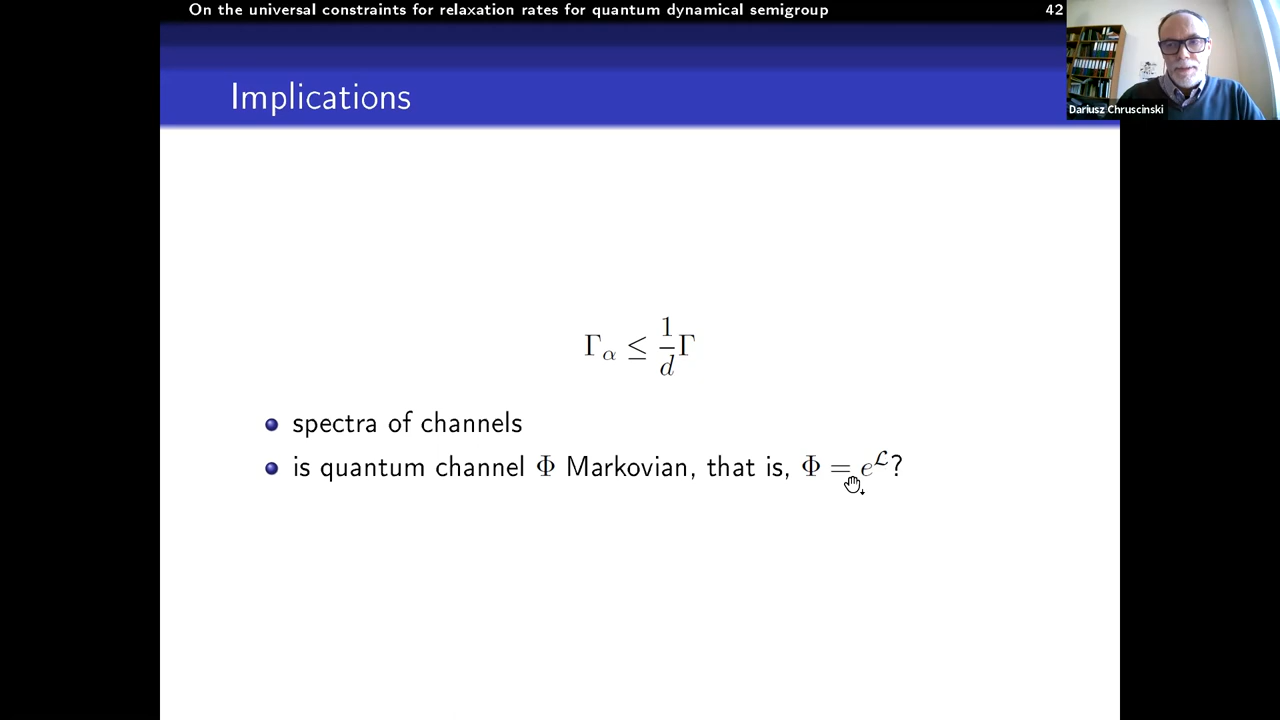 On the universal constraints for relaxation rates for quantum dynamical semigroup 42
Dariusz Chruscinski
Implications
Γ_α ≤ \frac{1}{d} Γ
spectra of channels
is quantum channel Φ Markovian, that is, Φ = e^ℒ?